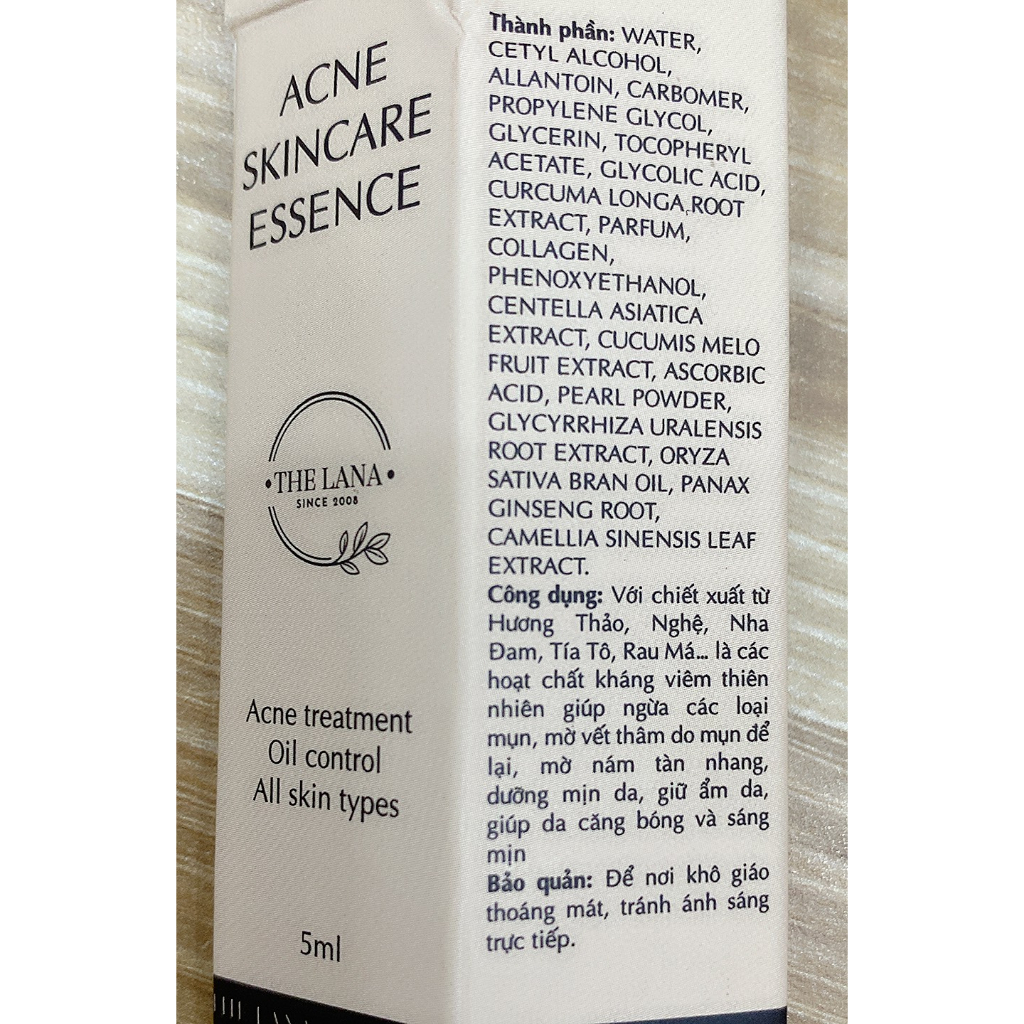 ACNE
SKINCARE
ESSENCE
•THE LANA•
SINCE 2008
Acne treatment
Oil control
All skin types
5ml
Thành phần: WATER,
CETYL ALCOHOL,
ALLANTOIN, CARBOMER,
PROPYLENE GLYCOL,
GLYCERIN, TOCOPHERYL
ACETATE, GLYCOLIC ACID,
CURCUMA LONGA,ROOT
EXTRACT, PARFUM,
COLLAGEN,
PHENOXYETHANOL,
CENTELLA ASIATICA
EXTRACT, CUCUMIS MELO
FRUIT EXTRACT, ASCORBIC
ACID, PEARL POWDER,
GLYCYRRHIZA URALENSIS
ROOT EXTRACT, ORYZA
SATIVA BRAN OIL, PANAX
GINSENG ROOT,
CAMELLIA SINENSIS LEAF
EXTRACT.
Công dụng: Với chiết xuất từ
Hương Thảo, Nghệ, Nha
Đam, Tía Tô, Rau Má... là các
hoạt chất kháng viêm thiên
nhiên giúp ngừa các loại
mụn, mờ vết thâm do mụn để
lại, mờ nám tàn nhang,
dưỡng mịn da, giữ ẩm da,
giúp da căng bóng và sáng
mịn
Bảo quản: Để nơi khô giáo
thoáng mát, tránh ánh sáng
trực tiếp.